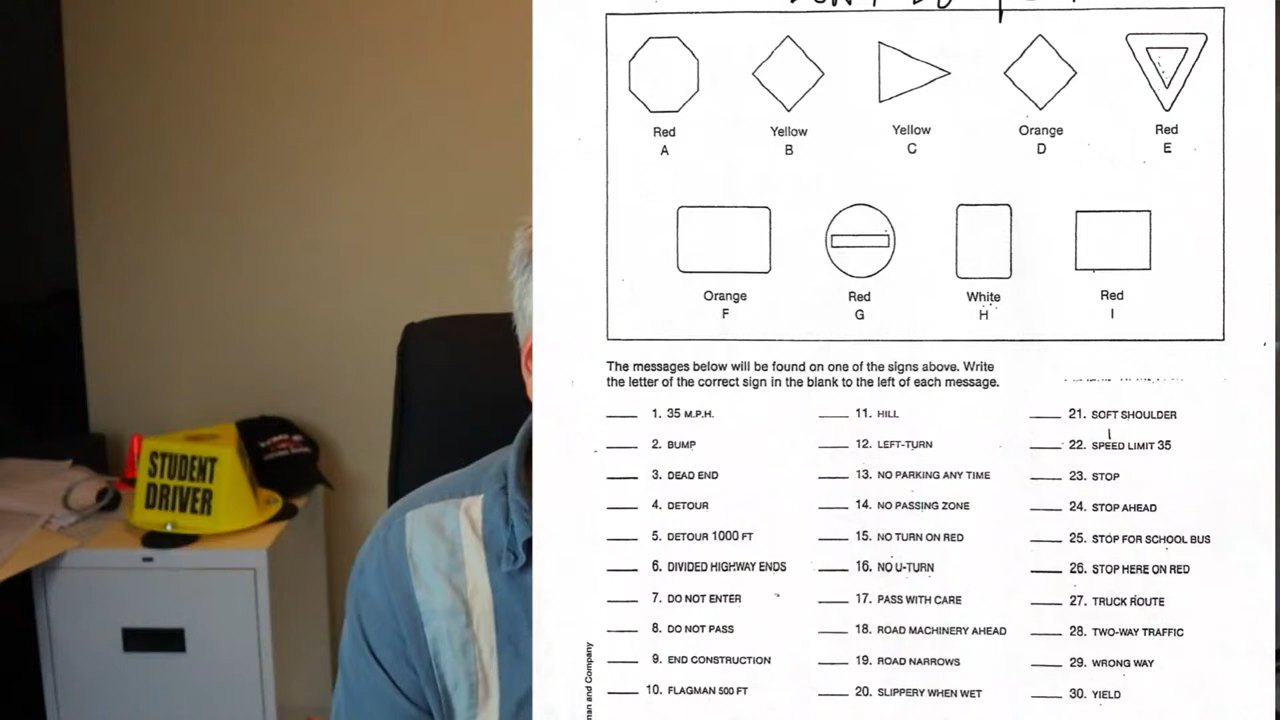 Red
Yellow
Yellow
Orange
Red
A
B
C
D
E
Orange
Red
White
Red
F
G
H
I
The messages below will be found on one of the signs above. Write
the letter of the correct sign in the blank to the left of each message.
1. 35 M.P.H.
2. BUMP
3. DEAD END
4. DETOUR
5. DETOUR 1000 FT
6. DIVIDED HIGHWAY ENDS
7. DO NOT ENTER
8. DO NOT PASS
9. END CONSTRUCTION
10. FLAGMAN 500 FT
11. HILL
12. LEFT-TURN
13. NO PARKING ANY TIME
14. NO PASSING ZONE
15. NO TURN ON RED
16. NO U-TURN
17. PASS WITH CARE
18. ROAD MACHINERY AHEAD
19. ROAD NARROWS
20. SLIPPERY WHEN WET
21. SOFT SHOULDER
22. SPEED LIMIT 35
23. STOP
24. STOP AHEAD
25. STOP FOR SCHOOL BUS
26. STOP HERE ON RED
27. TRUCK ROUTE
28. TWO-WAY TRAFFIC
29. WRONG WAY
30. YIELD
and Company
STUDENT
DRIVER